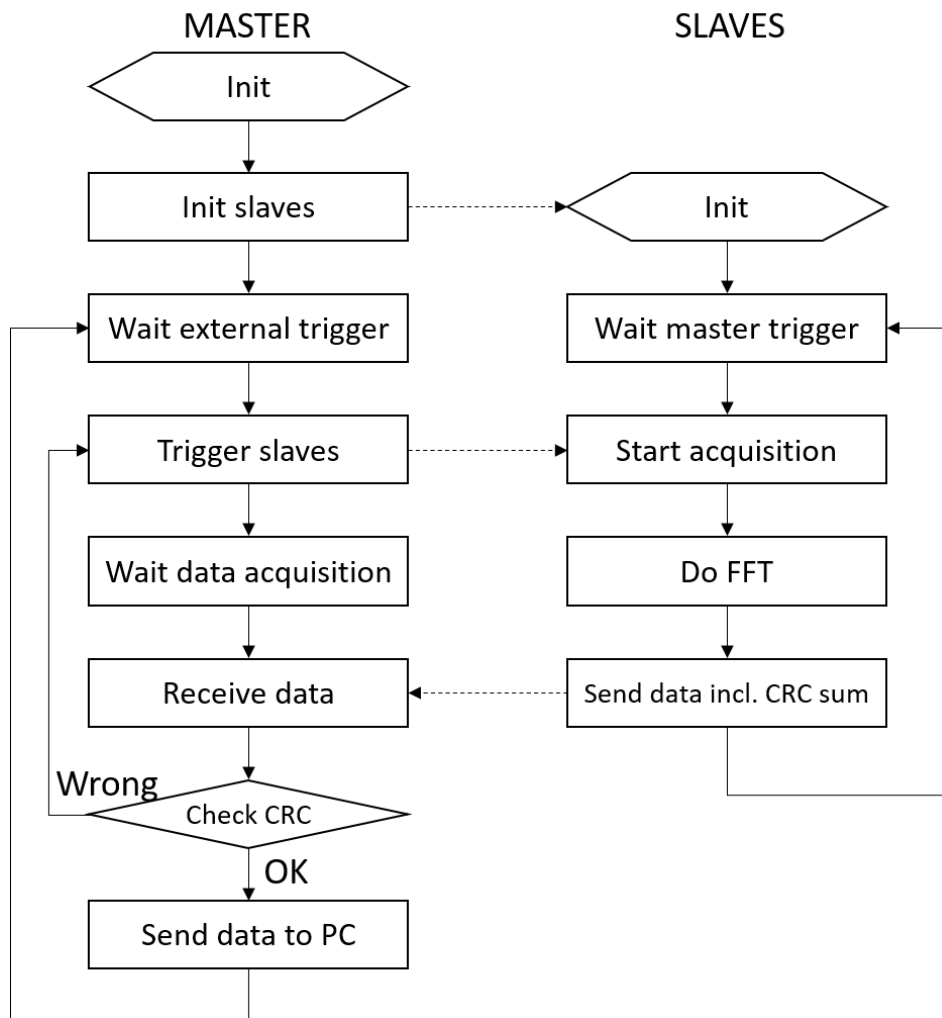 MASTER
SLAVES
Init
Init slaves
Init
Wait external trigger
Wait master trigger
Trigger slaves
Start acquisition
Wait data acquisition
Do FFT
Receive data
Send data incl. CRC sum
Wrong
Check CRC
OK
Send data to PC